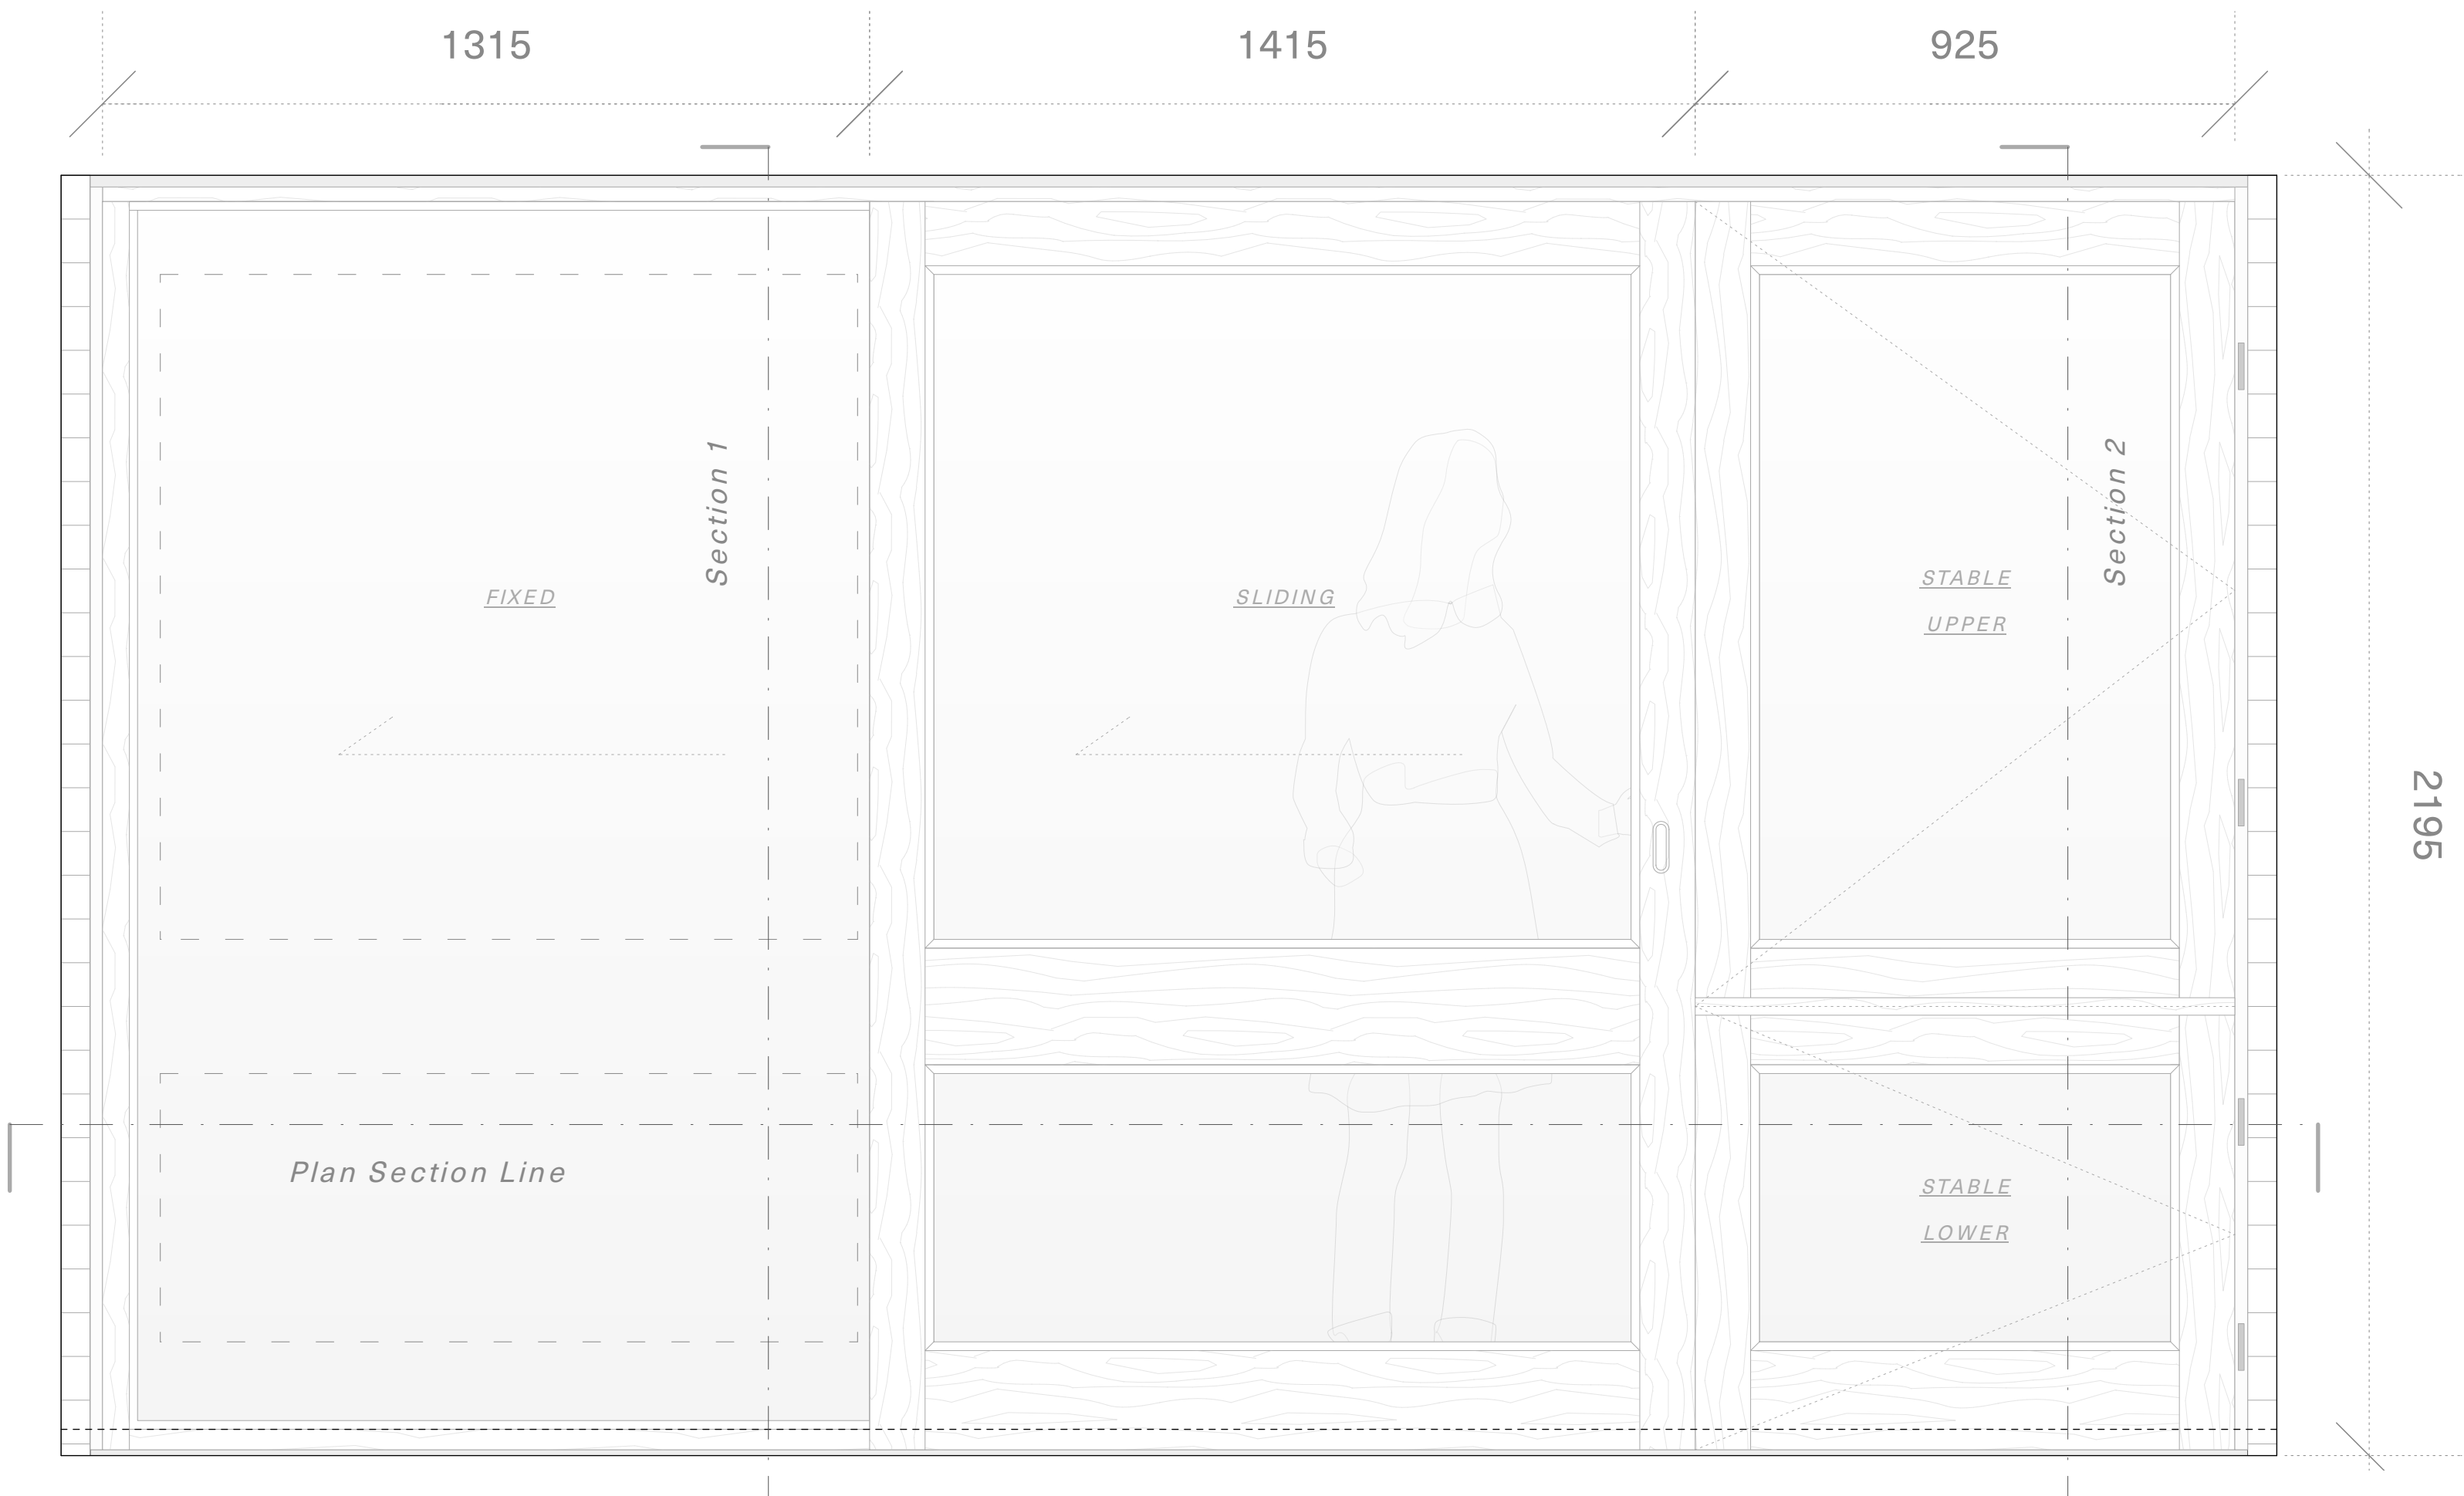 1315
1415
925
Section 1
Section 2
FIXED
SLIDING
STABLE
UPPER
2195
Plan Section Line
STABLE
LOWER